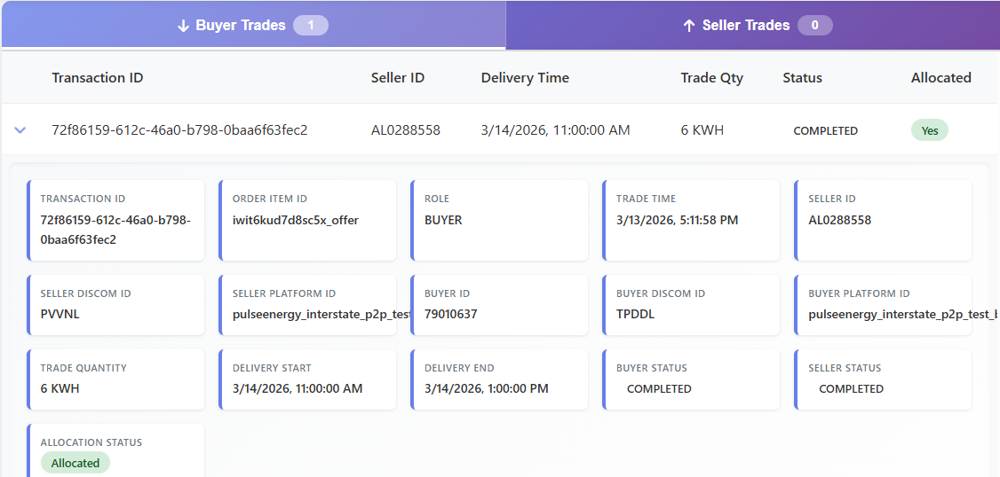 Buyer Trades 1
Seller Trades 0
Transaction ID Seller ID Delivery Time Trade Qty Status Allocated
72f86159-612c-46a0-b798-0baa6f63fec2 AL0288558 3/14/2026, 11:00:00 AM 6 KWH COMPLETED Yes
TRANSACTION ID
72f86159-612c-46a0-b798-
0baa6f63fec2
ORDER ITEM ID
iwit6kud7d8sc5x_offer
ROLE
BUYER
TRADE TIME
3/13/2026, 5:11:58 PM
SELLER ID
AL0288558
SELLER DISCOM ID
PVVNL
SELLER PLATFORM ID
pulseenergy_interstate_p2p_test
BUYER ID
79010637
BUYER DISCOM ID
TPDDL
BUYER PLATFORM ID
pulseenergy_interstate_p2p_test_b
TRADE QUANTITY
6 KWH
DELIVERY START
3/14/2026, 11:00:00 AM
DELIVERY END
3/14/2026, 1:00:00 PM
BUYER STATUS
COMPLETED
SELLER STATUS
COMPLETED
ALLOCATION STATUS
Allocated